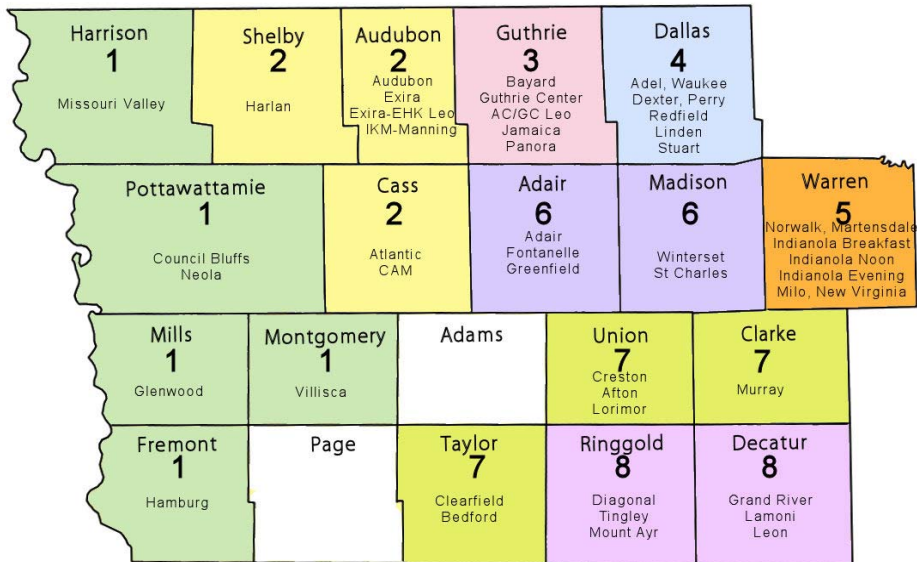 Harrison
1
Missouri Valley
Shelby
2
Harlan
Audubon
2
Audubon
Exira
Exira-EHK Leo
IKM-Manning
Guthrie
3
Bayard
Guthrie Center
AC/GC Leo
Jamaica
Panora
Dallas
4
Adel, Waukee
Dexter, Perry
Redfield
Linden
Stuart
Pottawattamie
1
Council Bluffs
Neola
Cass
2
Atlantic
CAM
Adair
6
Adair
Fontanelle
Greenfield
Madison
6
Winterset
St Charles
Warren
5
Norwalk, Martensdale
Indianola Breakfast
Indianola Noon
Indianola Evening
Milo, New Virginia
Mills
1
Glenwood
Montgomery
1
Villisca
Adams
Union
7
Creston
Afton
Lorimor
Clarke
7
Murray
Fremont
1
Hamburg
Page
Taylor
7
Clearfield
Bedford
Ringgold
8
Diagonal
Tingley
Mount Ayr
Decatur
8
Grand River
Lamoni
Leon